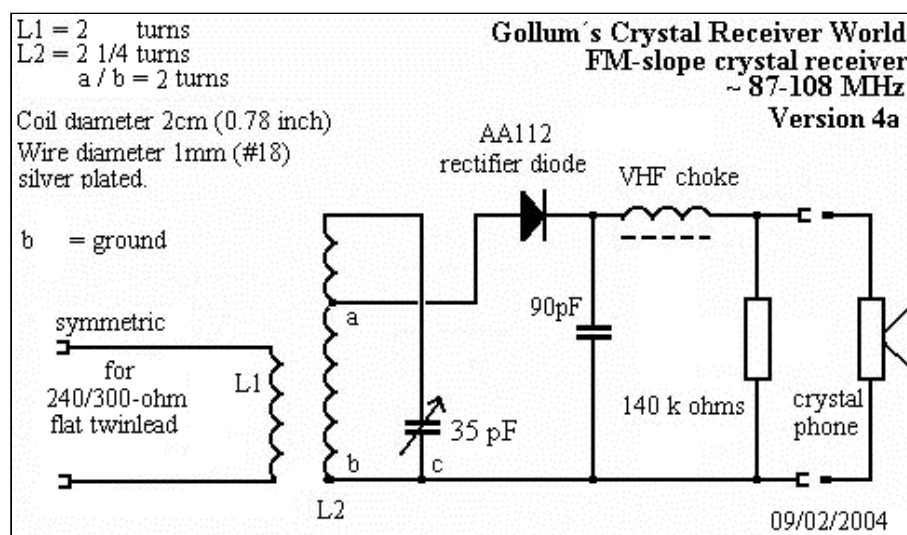 L1 = 2 turns
L2 = 2 1/4 turns
a / b = 2 turns
Coil diameter 2cm (0.78 inch)
Wire diameter 1mm (#18)
silver plated.
b = ground
Gollum´s Crystal Receiver World
FM-slope crystal receiver
~ 87-108 MHz
Version 4a
AA112
rectifier diode
VHF choke
symmetric
for
240/300-ohm
flat twinlead
L1
a
b
c
L2
35 pF
90pF
140 k ohms
crystal
phone
09/02/2004